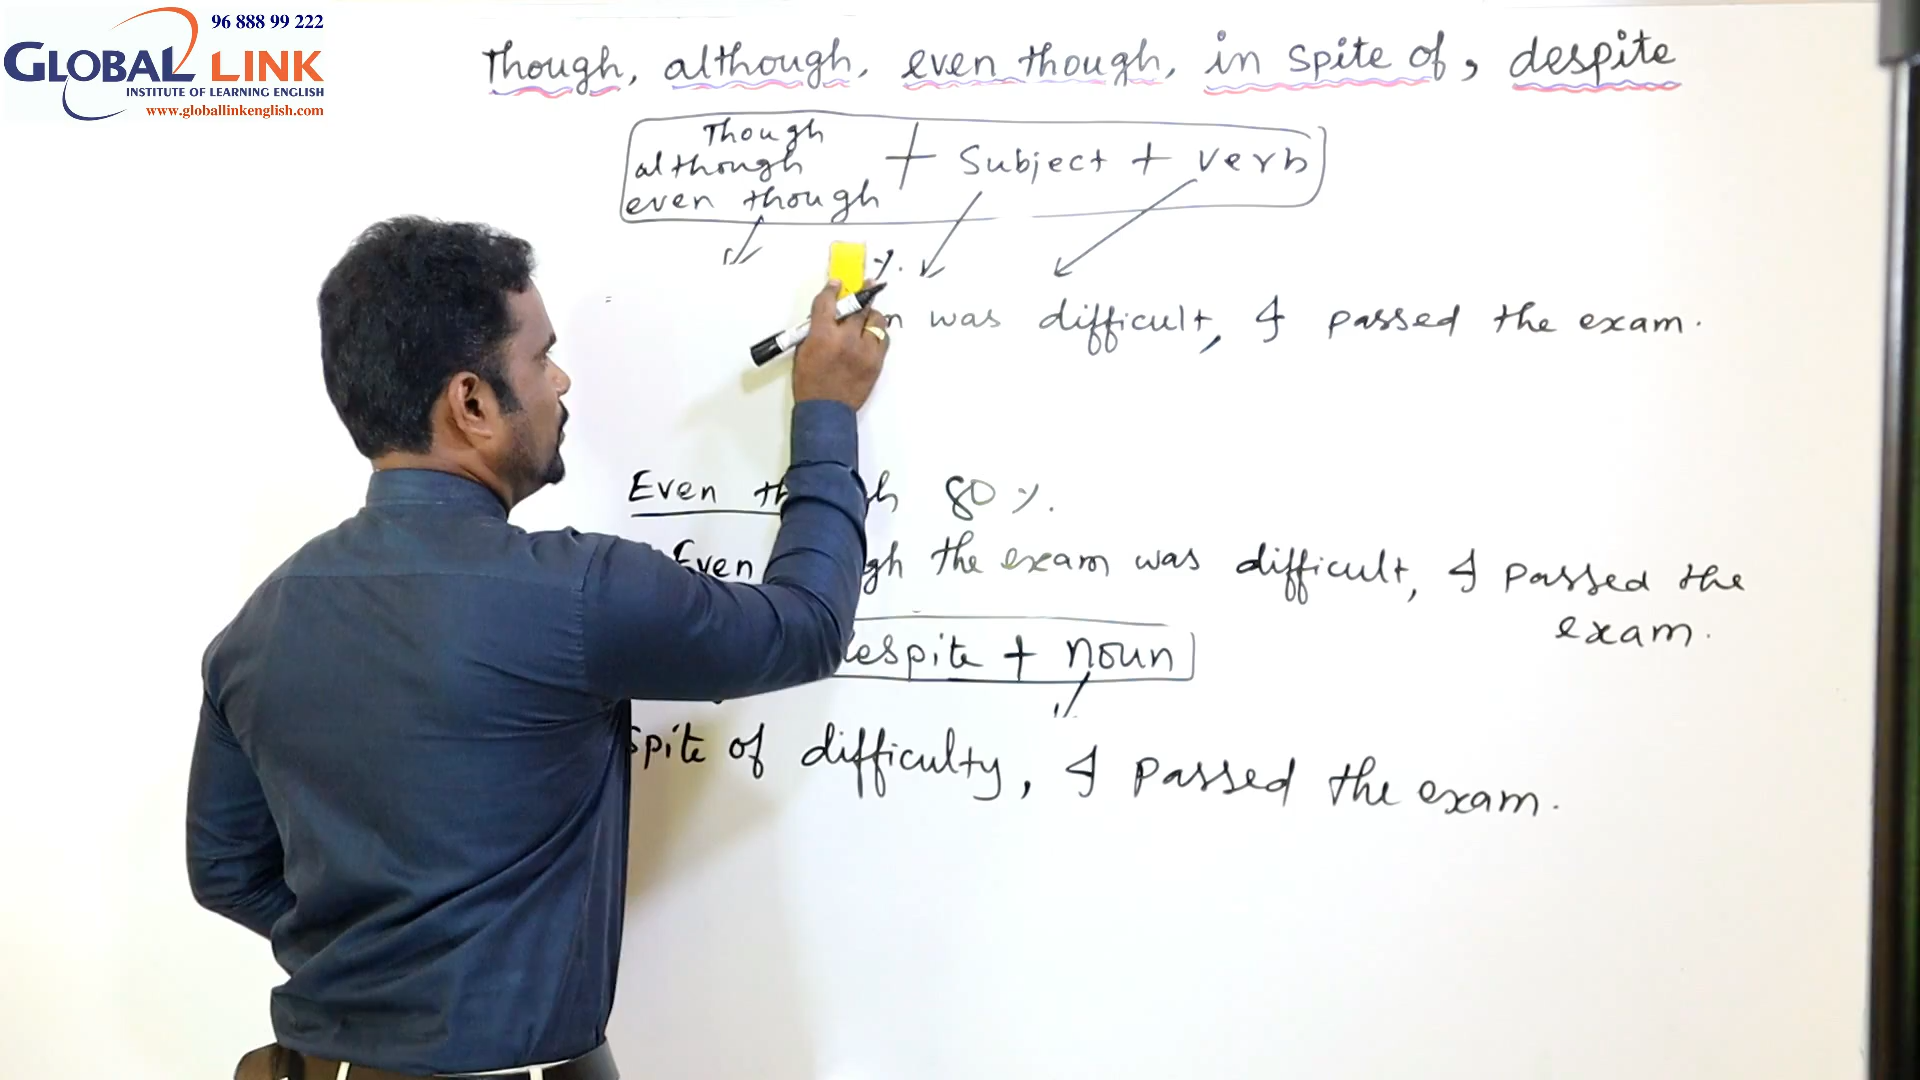 96 888 99 222
GLOBAL LINK
INSTITUTE OF LEARNING ENGLISH
www.globallinkenglish.com
Though, although, even though, in spite of, despite
Though
although
even though + Subject + verb
%.
was difficult, I passed the exam.
Even 80 %.
Even the exam was difficult, I passed the
exam.
despite + noun
spite of difficulty, I passed the exam.